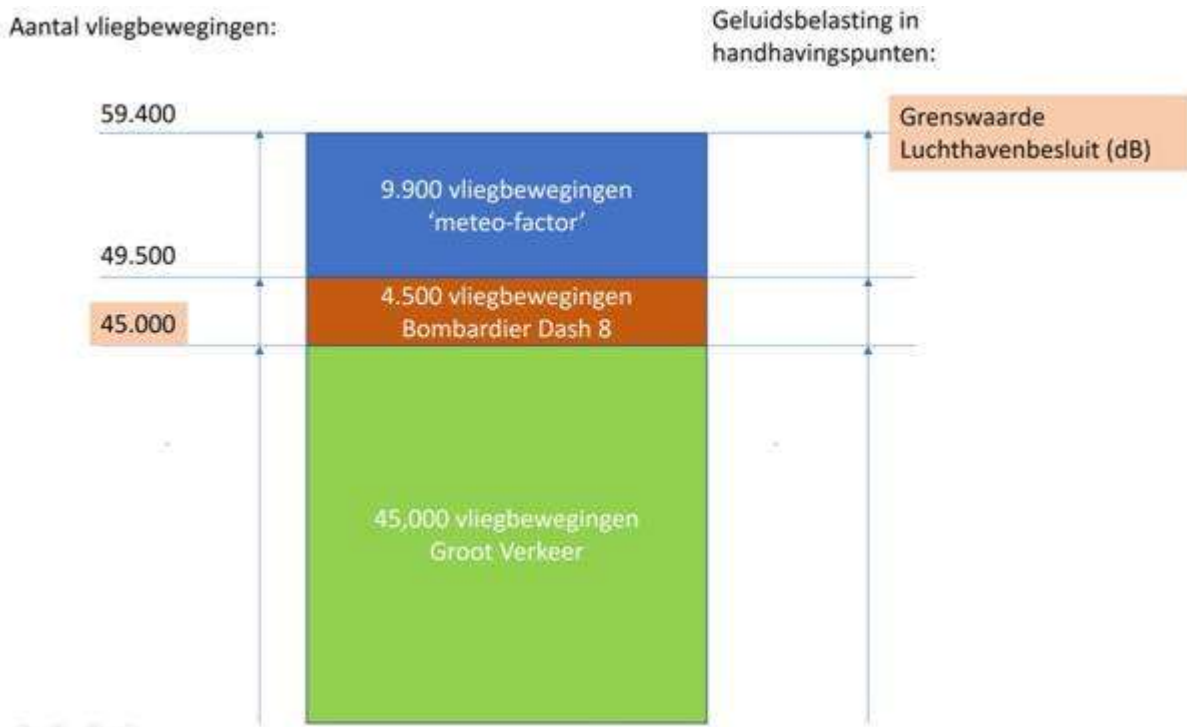 Aantal vliegbewegingen:
Geluidsbelasting in
handhavingspunten:
59.400
Grenswaarde
Luchthavenbesluit (dB)
9.900 vliegbewegingen
‘meteo-factor’
49.500
4.500 vliegbewegingen
Bombardier Dash 8
45.000
45,000 vliegbewegingen
Groot Verkeer